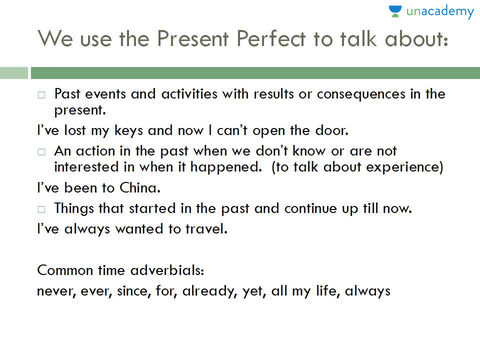 unacademy
We use the Present Perfect to talk about:
Past events and activities with results or consequences in the
present.
I've lost my keys and now I can't open the door.
An action in the past when we don't know or are not
interested in when it happened. (to talk about experience)
I've been to China.
Things that started in the past and continue up till now.
I've always wanted to travel.
Common time adverbials:
never, ever, since, for, already, yet, all my life, always